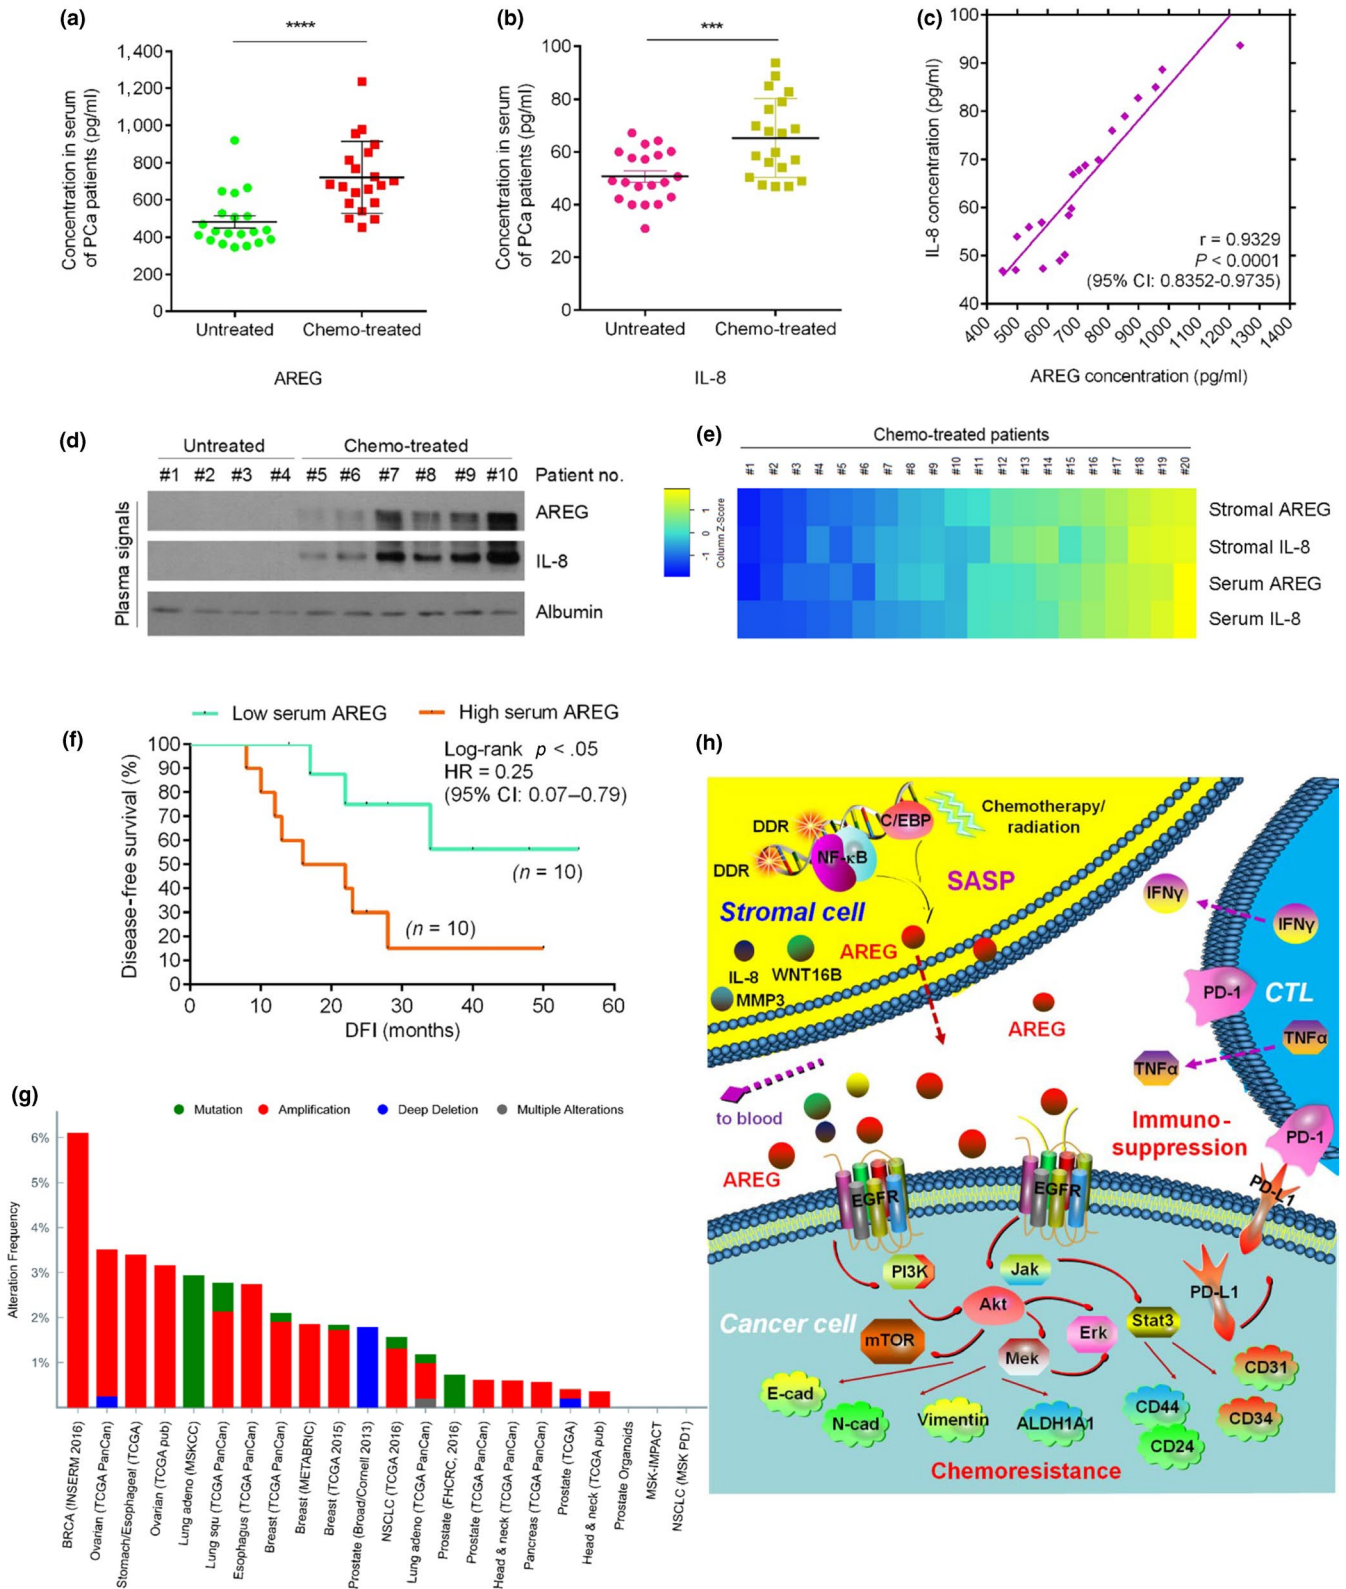 (a)
****
Concentration in serum
of PCa patients (pg/ml)
1,400
1,200
1,000
800
600
400
200
0
Untreated
Chemo-treated
AREG
(b)
***
Concentration in serum
of PCa patients (pg/ml)
100
80
60
40
20
0
Untreated
Chemo-treated
IL-8
(c)
IL-8 concentration (pg/ml)
100
90
80
70
60
50
40
r = 0.9329
P < 0.0001
(95% CI: 0.8352-0.9735)
400 500 600 700 800 900 1000 1100 1200 1300 1400
AREG concentration (pg/ml)
(d)
Untreated
Chemo-treated
#1 #2 #3 #4 #5 #6 #7 #8 #9 #10 Patient no.
Plasma signals
AREG
IL-8
Albumin
(e)
Chemo-treated patients
#1 #2 #3 #4 #5 #6 #7 #8 #9 #10 #11 #12 #13 #14 #15 #16 #17 #18 #19 #20
1
0
-1
Column Z-Score
Stromal AREG
Stromal IL-8
Serum AREG
Serum IL-8
(f)
Low serum AREG
High serum AREG
Disease-free survival (%)
100
90
80
70
60
50
40
30
20
10
0
Log-rank p < .05
HR = 0.25
(95% CI: 0.07–0.79)
(n = 10)
(n = 10)
0 10 20 30 40 50 60
DFI (months)
(g)
Mutation
Amplification
Deep Deletion
Multiple Alterations
Alteration Frequency
6%
5%
4%
3%
2%
1%
BRCA (INSERM 2016)
Ovarian (TCGA PanCan)
Stomach/Esophageal (TCGA)
Ovarian (TCGA pub)
Lung adeno (MSKCC)
Lung squ (TCGA PanCan)
Esophagus (TCGA PanCan)
Breast (TCGA PanCan)
Breast (METABRIC)
Breast (TCGA 2015)
Prostate (Broad/Cornell 2013)
NSCLC (TCGA 2016)
Lung adeno (TCGA PanCan)
Prostate (FHCRC, 2016)
Prostate (TCGA PanCan)
Head & neck (TCGA PanCan)
Pancreas (TCGA PanCan)
Prostate (TCGA)
Head & neck (TCGA pub)
Prostate Organoids
MSK-IMPACT
NSCLC (MSK PD1)
(h)
DDR
DDR
NF-κB
C/EBP
Chemotherapy/
radiation
SASP
Stromal cell
IL-8
WNT16B
MMP3
AREG
AREG
IFNγ
IFNγ
PD-1
CTL
TNFα
TNFα
to blood
AREG
Immuno-
suppression
PD-1
PD-L1
EGFR
EGFR
PI3K
Jak
Akt
PD-L1
Cancer cell
mTOR
Erk
Stat3
Mek
CD31
E-cad
N-cad
Vimentin
ALDH1A1
CD44
CD24
CD34
Chemoresistance